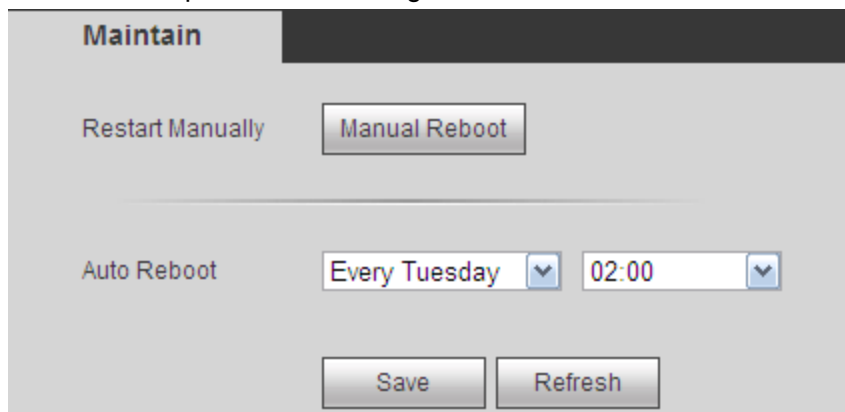 Maintain
Restart Manually Manual Reboot
Auto Reboot Every Tuesday 02:00
Save Refresh